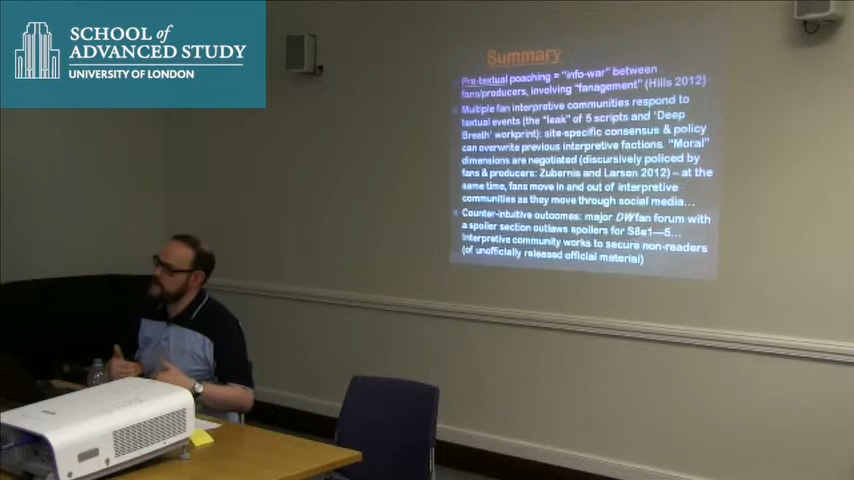 SCHOOL of
ADVANCED STUDY
UNIVERSITY OF LONDON
Summary
Pre-textual poaching = "info-war" between
fans/producers, involving "fanagement" (Hills 2012)
Multiple fan interpretive communities respond to
textual events (the "leak" of 5 scripts and 'Deep
Breath' workprint): site-specific consensus & policy
can overwrite previous interpretive factions. "Moral"
dimensions are negotiated (discursively policed by
fans & producers: Zubernis and Larsen 2012) – at the
same time, fans move in and out of interpretive
communities as they move through social media…
Counter-intuitive outcomes: major DW fan forum with
a spoiler section outlaws spoilers for S8e1—5…
Interpretive community works to secure non-readers
(of unofficially released official material)